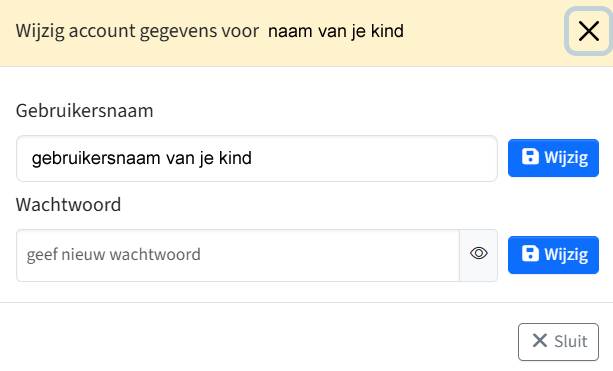 Wijzig account gegevens voor naam van je kind
Gebruikersnaam
gebruikersnaam van je kind
Wijzig
Wachtwoord
geef nieuw wachtwoord
Wijzig
Sluit